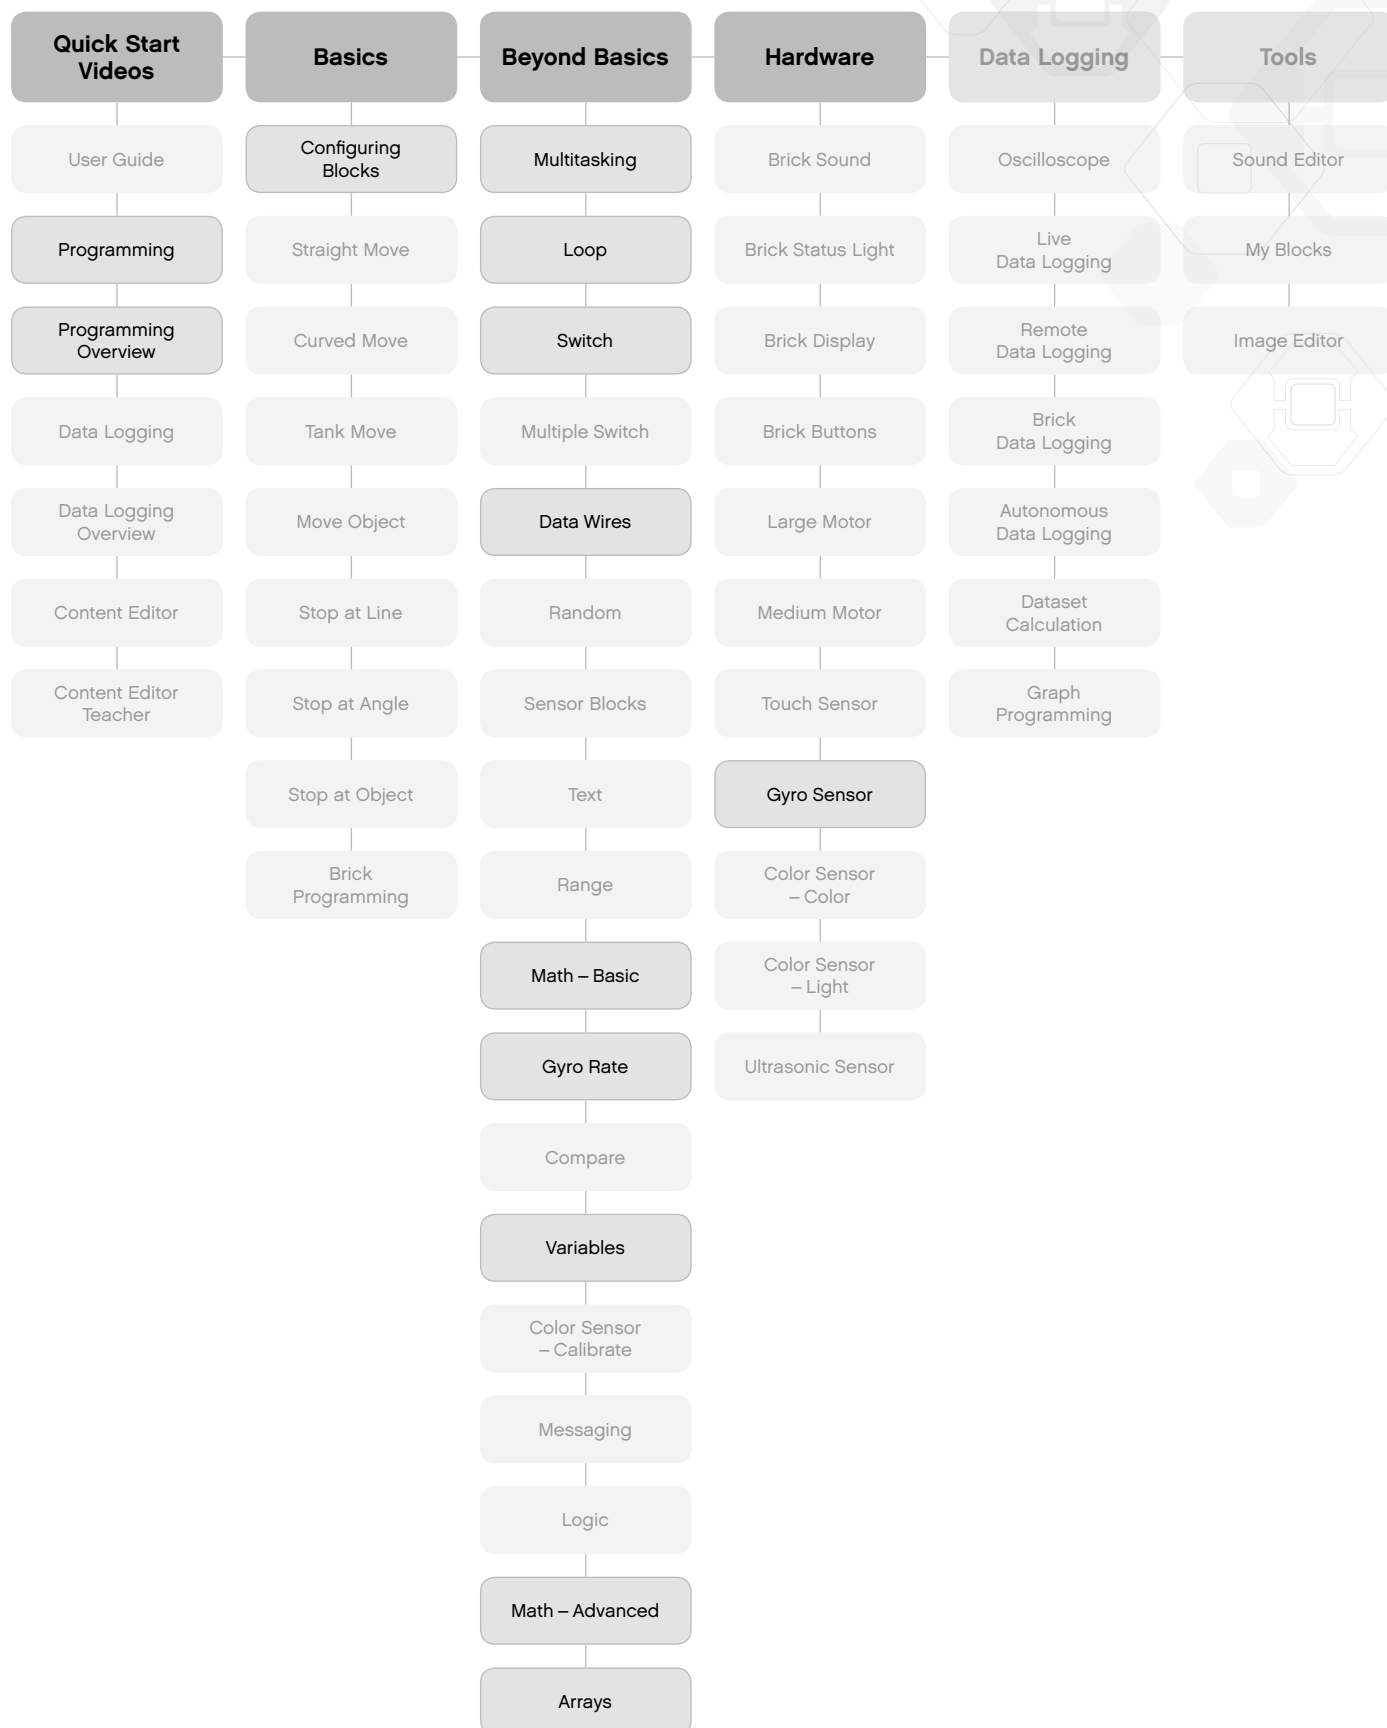 Quick Start
Videos
Basics
Beyond Basics
Hardware
Data Logging
Tools
User Guide
Programming
Programming
Overview
Data Logging
Data Logging
Overview
Content Editor
Content Editor
Teacher
Configuring
Blocks
Straight Move
Curved Move
Tank Move
Move Object
Stop at Line
Stop at Angle
Stop at Object
Brick
Programming
Multitasking
Loop
Switch
Multiple Switch
Data Wires
Random
Sensor Blocks
Text
Range
Math – Basic
Gyro Rate
Compare
Variables
Color Sensor
– Calibrate
Messaging
Logic
Math – Advanced
Arrays
Brick Sound
Brick Status Light
Brick Display
Brick Buttons
Large Motor
Medium Motor
Touch Sensor
Gyro Sensor
Color Sensor
– Color
Color Sensor
– Light
Ultrasonic Sensor
Oscilloscope
Live
Data Logging
Remote
Data Logging
Brick
Data Logging
Autonomous
Data Logging
Dataset
Calculation
Graph
Programming
Sound Editor
My Blocks
Image Editor